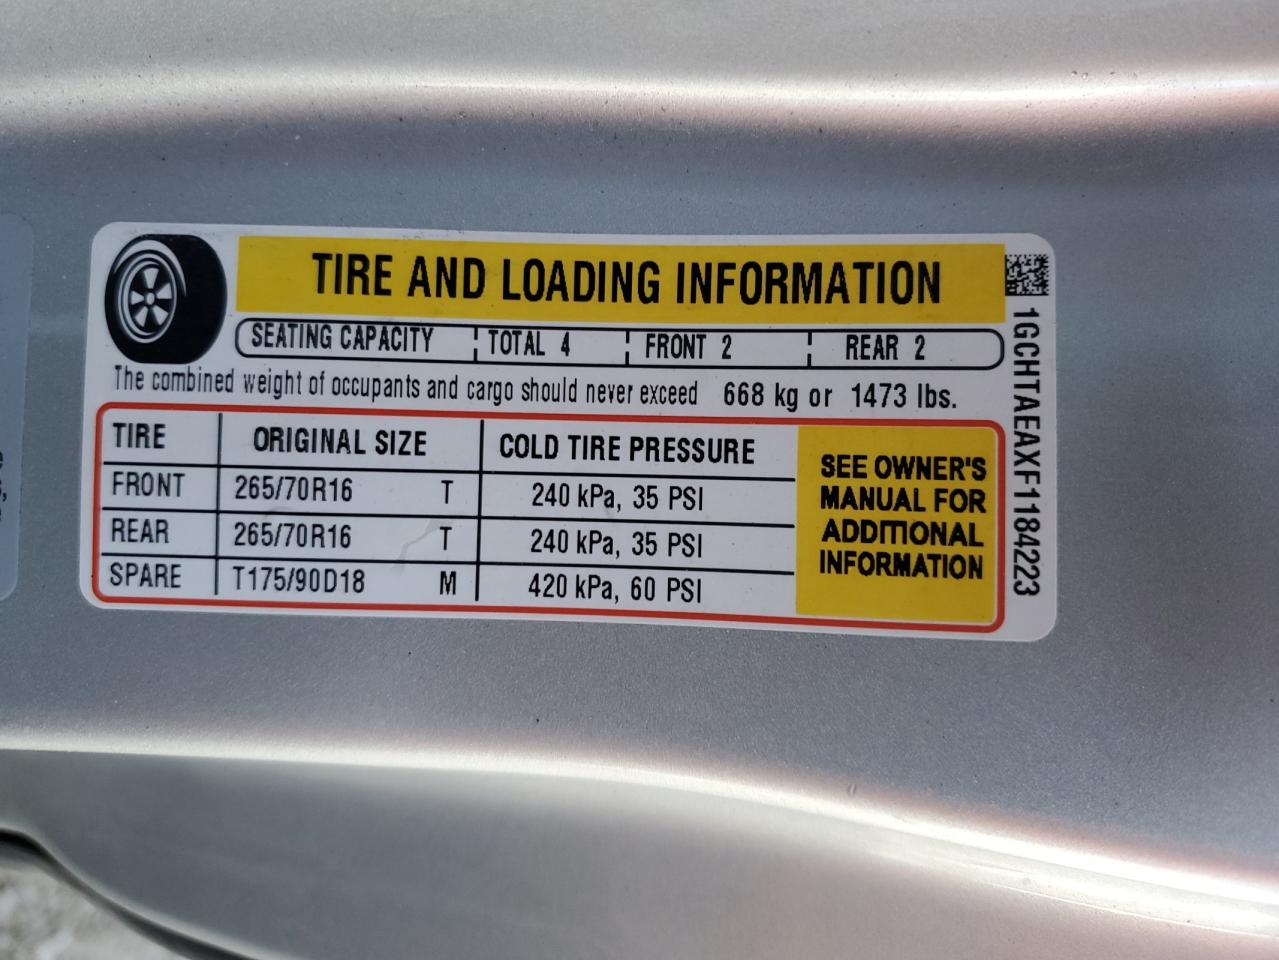 TIRE AND LOADING INFORMATION
SEATING CAPACITY TOTAL 4 FRONT 2 REAR 2
The combined weight of occupants and cargo should never exceed 668 kg or 1473 lbs.
TIRE ORIGINAL SIZE COLD TIRE PRESSURE
FRONT 265/70R16 T 240 kPa, 35 PSI
REAR 265/70R16 T 240 kPa, 35 PSI
SPARE T175/90D18 M 420 kPa, 60 PSI
SEE OWNER'S
MANUAL FOR
ADDITIONAL
INFORMATION
1GCHTAEAXF1184223